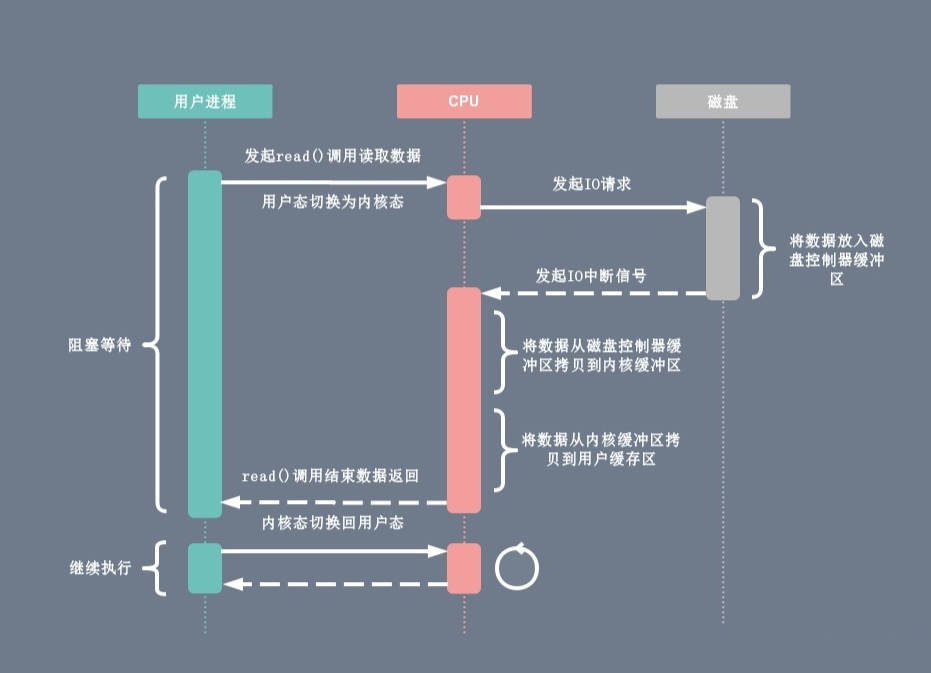 用户进程
CPU
磁盘
发起read()调用读取数据
用户态切换为内核态
发起IO请求
将数据放入磁
盘控制器缓冲
区
发起IO中断信号
阻塞等待
将数据从磁盘控制器缓
冲区拷贝到内核缓冲区
将数据从内核缓冲区拷
贝到用户缓存区
read()调用结束数据返回
内核态切换回用户态
继续执行